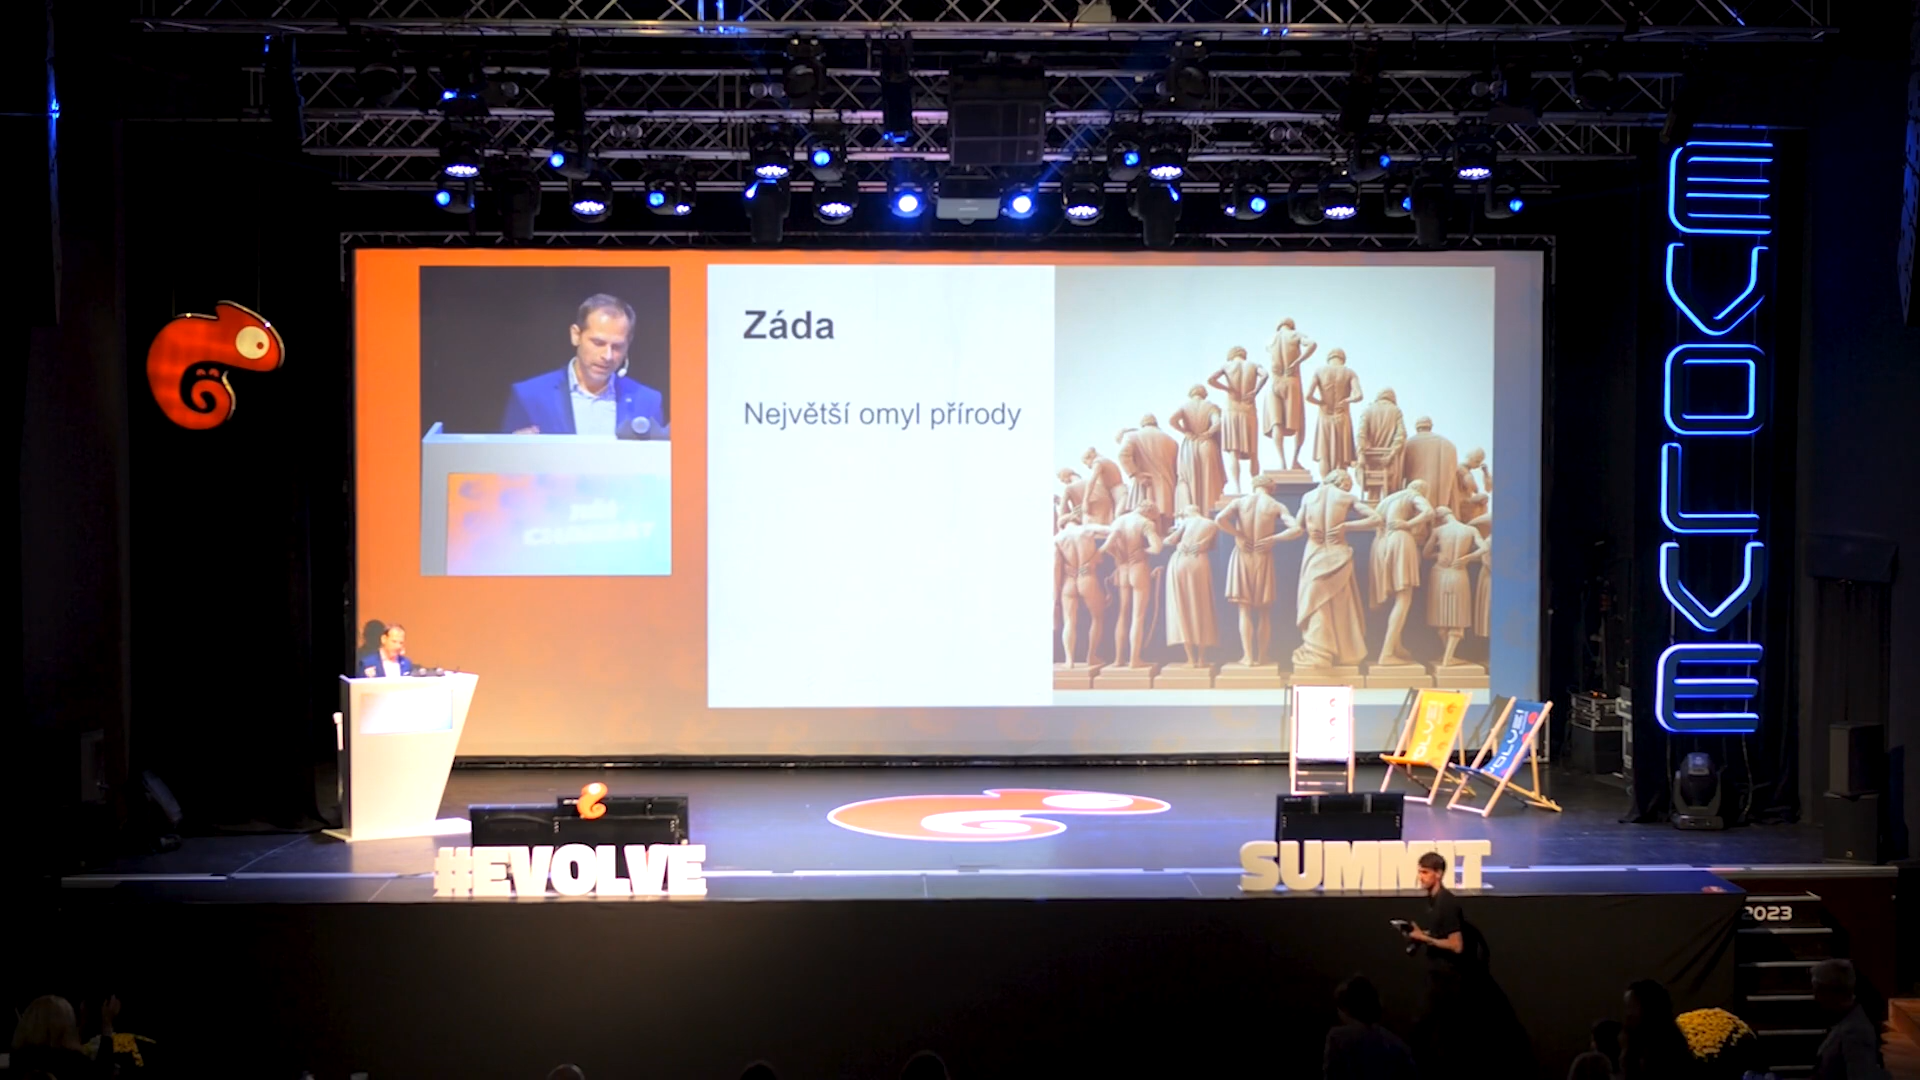 EVOLVE
Záda
Největší omyl přírody
#EVOLVE
SUMMIT
2023